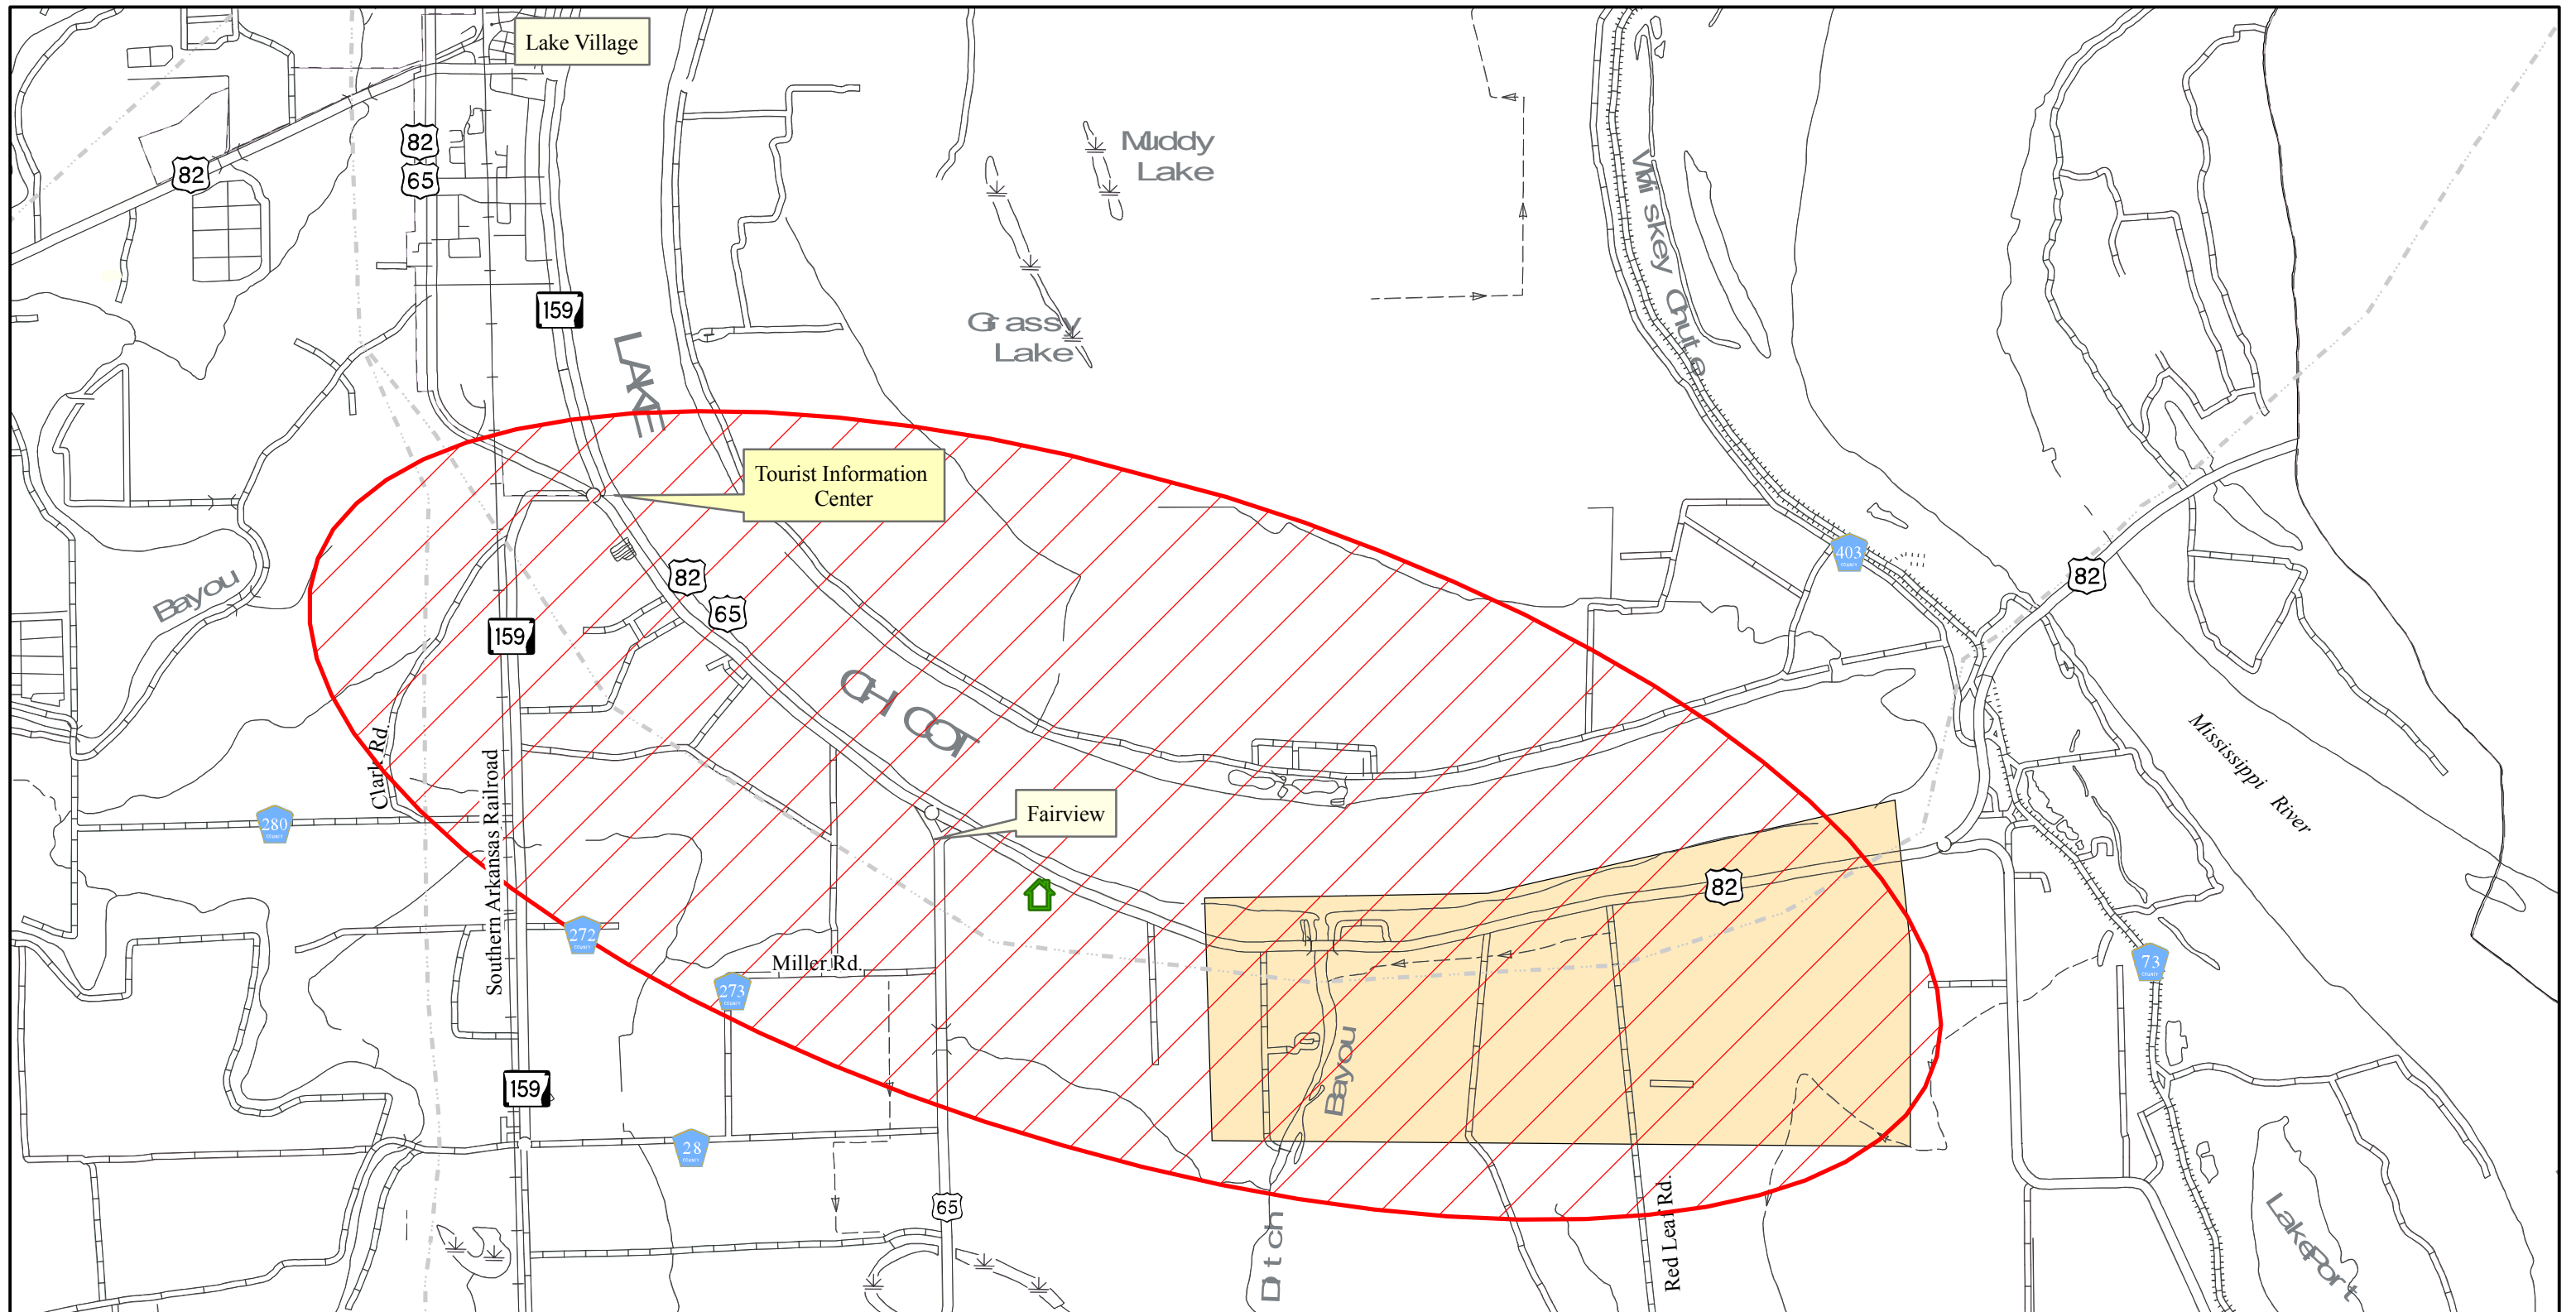 Lake Village
82
65
82
Muddy
Lake
Whiskey Chute
159
Grassy
Lake
LAKE
Tourist Information
Center
403
82
82
65
Bayou
159
CHICOT
Mississippi River
Clark Rd.
Southern Arkansas Railroad
280
Fairview
82
272
Miller Rd.
273
73
Bayou
159
28
65
Red Leaf Rd.
Ditch
LakePort